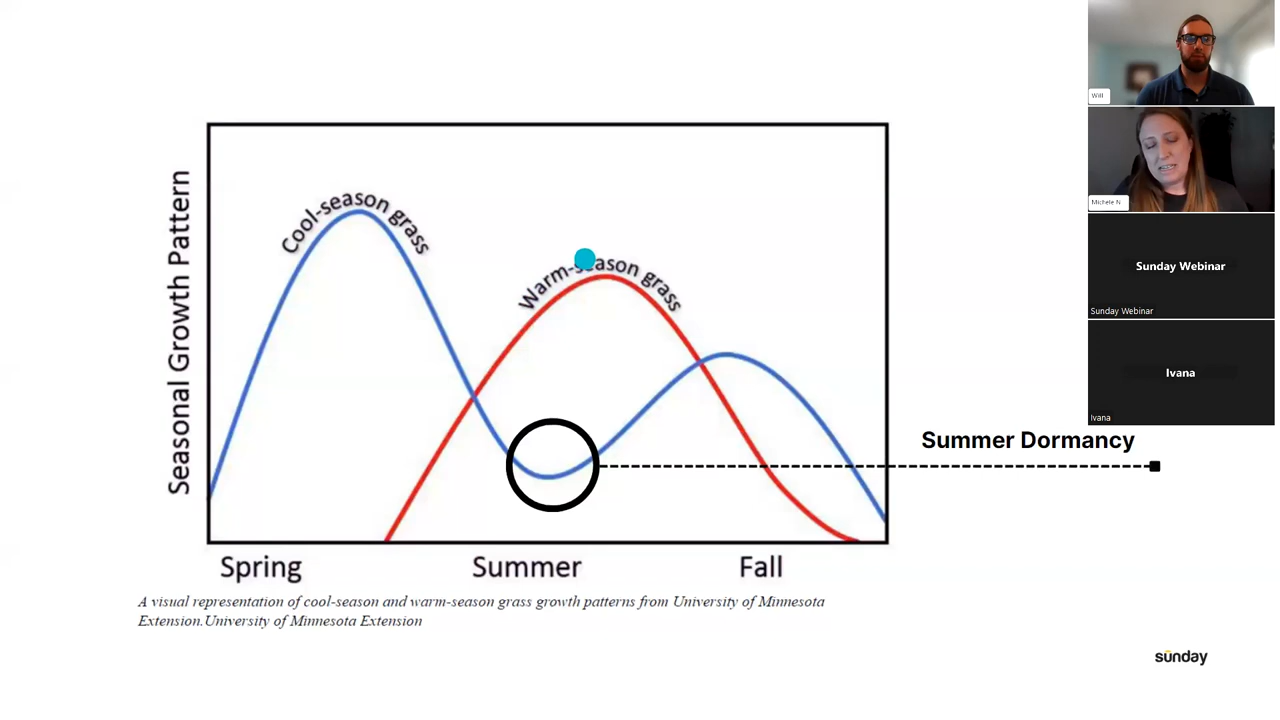 Seasonal Growth Pattern
Cool-season grass
Warm-season grass
Summer Dormancy
Spring Summer Fall
A visual representation of cool-season and warm-season grass growth patterns from University of Minnesota
Extension.University of Minnesota Extension
sunday
Will
Michele N
Sunday Webinar
Sunday Webinar
Ivana
Ivana